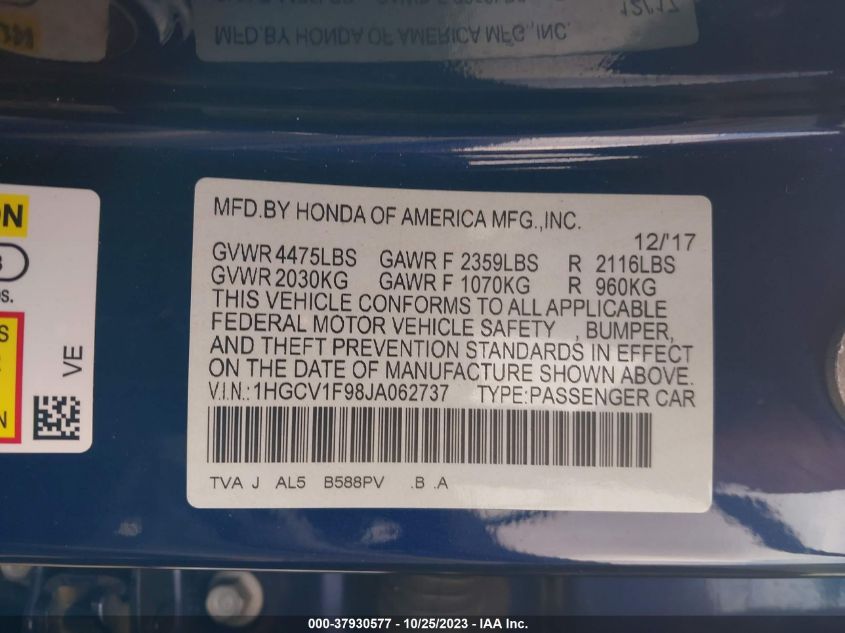 MFD.BY HONDA OF AMERICA MFG.,INC.
12/17
MFD.BY HONDA OF AMERICA MFG.,INC.
12/'17
GVWR 4475LBS GAWR F 2359LBS R 2116LBS
GVWR 2030KG GAWR F 1070KG R 960KG
THIS VEHICLE CONFORMS TO ALL APPLICABLE
FEDERAL MOTOR VEHICLE SAFETY , BUMPER,
AND THEFT PREVENTION STANDARDS IN EFFECT
ON THE DATE OF MANUFACTURE SHOWN ABOVE.
V.I.N.: 1HGCV1F98JA062737 TYPE:PASSENGER CAR
TVA J AL5 B588PV .B .A
ON
VE
000-37930577 - 10/25/2023 - IAA Inc.